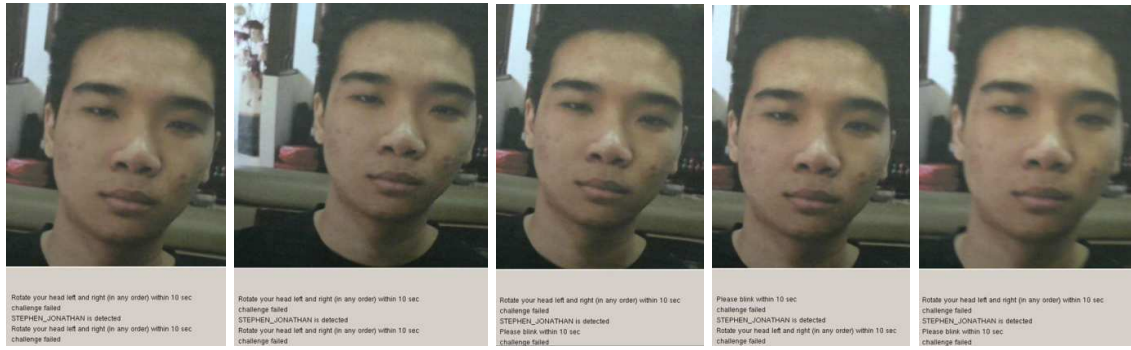 Rotate your head left and right (in any order) within 10 sec
challenge failed
STEPHEN_JONATHAN is detected
Rotate your head left and right (in any order) within 10 sec
challenge failed
Rotate your head left and right (in any order) within 10 sec
challenge failed
STEPHEN_JONATHAN is detected
Rotate your head left and right (in any order) within 10 sec
challenge failed
Rotate your head left and right (in any order) within 10 sec
challenge failed
STEPHEN_JONATHAN is detected
Please blink within 10 sec
challenge failed
Please blink within 10 sec
challenge failed
STEPHEN_JONATHAN is detected
Rotate your head left and right (in any order) within 10 sec
challenge failed
Rotate your head left and right (in any order) within 10 sec
challenge failed
STEPHEN_JONATHAN is detected
Please blink within 10 sec
challenge failed